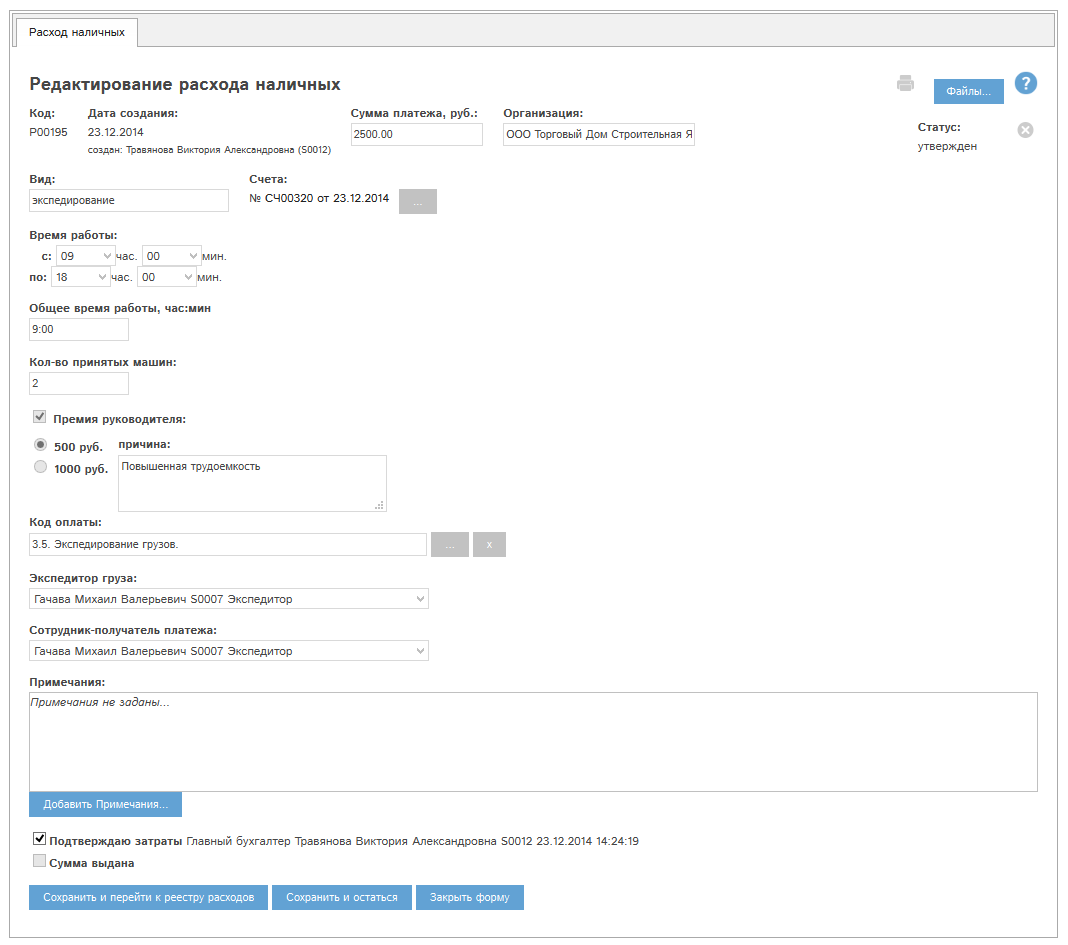 Расход наличных
Редактирование расхода наличных
Файлы...
?
Код:
Дата создания:
Сумма платежа, руб.:
Организация:
Р00195
23.12.2014
2500.00
ООО Торговый Дом Строительная Я
Статус:
утвержден
создан: Травянова Виктория Александровна (S0012)
Вид:
Счета:
экспедирование
№ СЧ00320 от 23.12.2014
...
Время работы:
с: 09 час. 00 мин.
по: 18 час. 00 мин.
Общее время работы, час:мин
9:00
Кол-во принятых машин:
2
Премия руководителя:
500 руб.
причина:
1000 руб.
Повышенная трудоемкость
Код оплаты:
3.5. Экспедирование грузов.
...
x
Экспедитор груза:
Гачава Михаил Валерьевич S0007 Экспедитор
Сотрудник-получатель платежа:
Гачава Михаил Валерьевич S0007 Экспедитор
Примечания:
Примечания не заданы...
Добавить Примечания...
Подтверждаю затраты Главный бухгалтер Травянова Виктория Александровна S0012 23.12.2014 14:24:19
Сумма выдана
Сохранить и перейти к реестру расходов
Сохранить и остаться
Закрыть форму